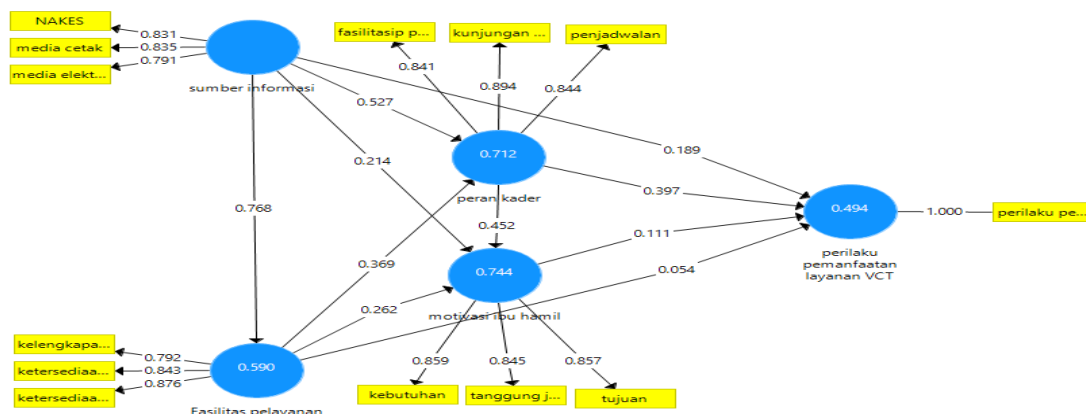 NAKES
media cetak
media elekt...
0.831
0.835
0.791
sumber informasi
fasilitasip p...
kunjungan ...
penjadwalan
0.841
0.894
0.844
0.527
0.712
peran kader
0.214
0.189
0.768
0.397
0.452
0.494
1.000
perilaku pe...
perilaku
pemanfaatan
layanan VCT
0.111
0.054
0.369
0.262
0.744
motivasi ibu hamil
kelengkapa...
ketersediaa...
ketersediaa...
0.792
0.843
0.876
0.590
Fasilitas pelayanan
0.859
0.845
0.857
kebutuhan
tanggung j...
tujuan